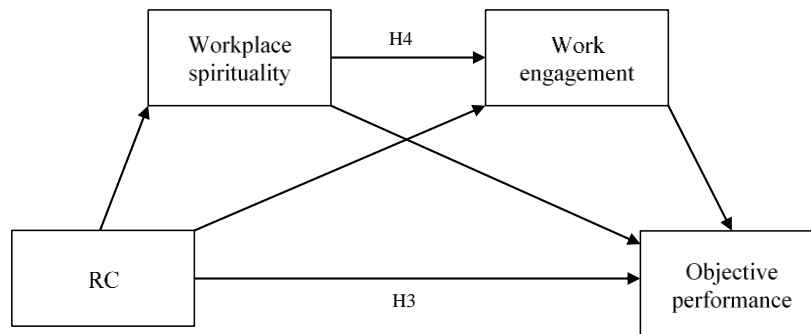 Workplace
spirituality
H4
Work
engagement
RC
H3
Objective
performance